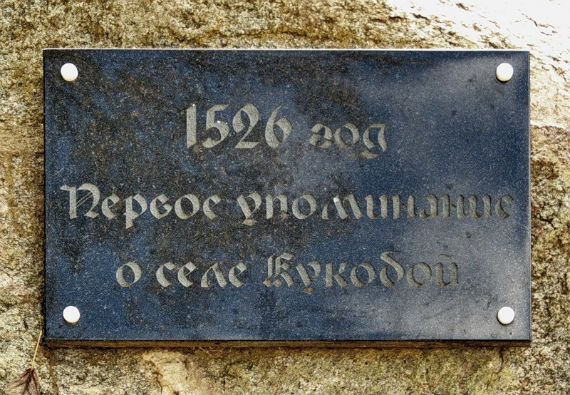 1526 год
Первое упоминание
о селе Кукобой